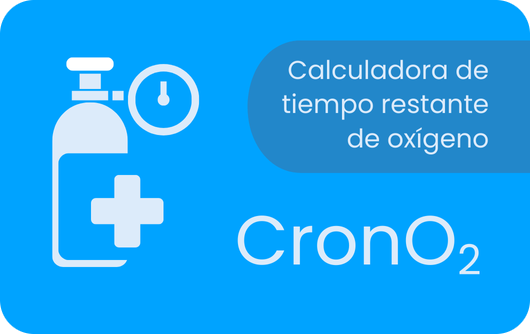 Calculadora de
tiempo restante
de oxígeno
CronO₂